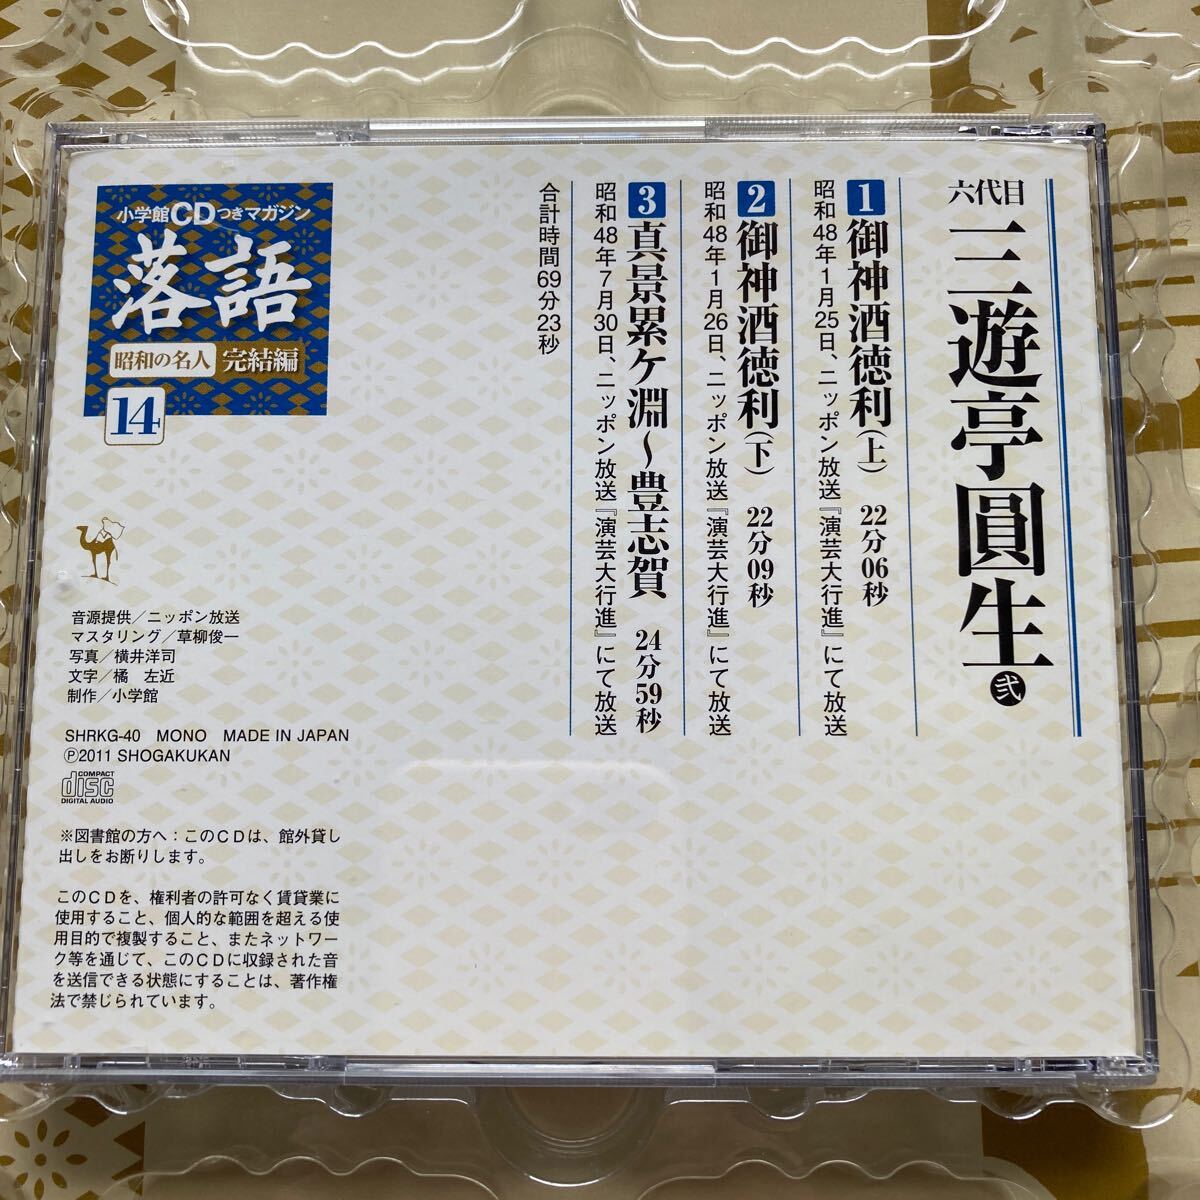 六代目
三遊亭圓生 弐
1 御神酒徳利(上) 22分06秒
昭和48年1月25日、ニッポン放送『演芸大行進』にて放送
2 御神酒徳利(下) 22分09秒
昭和48年1月26日、ニッポン放送『演芸大行進』にて放送
3 真景累ケ淵〜豊志賀 24分59秒
昭和48年7月30日、ニッポン放送『演芸大行進』にて放送
合計時間69分23秒
小学館CDつきマガジン
落語
昭和の名人 完結編
14
音源提供/ニッポン放送
マスタリング/草柳俊一
写真/横井洋司
文字/橘 左近
制作/小学館
SHRKG-40 MONO MADE IN JAPAN
Ⓟ2011 SHOGAKUKAN
COMPACT
disc
DIGITAL AUDIO
※図書館の方へ:このCDは、館外貸し
出しをお断りします。
このCDを、権利者の許可なく賃貸業に
使用すること、個人的な範囲を超える使
用目的で複製すること、またネットワー
ク等を通じて、このCDに収録された音
を送信できる状態にすることは、著作権
法で禁じられています。